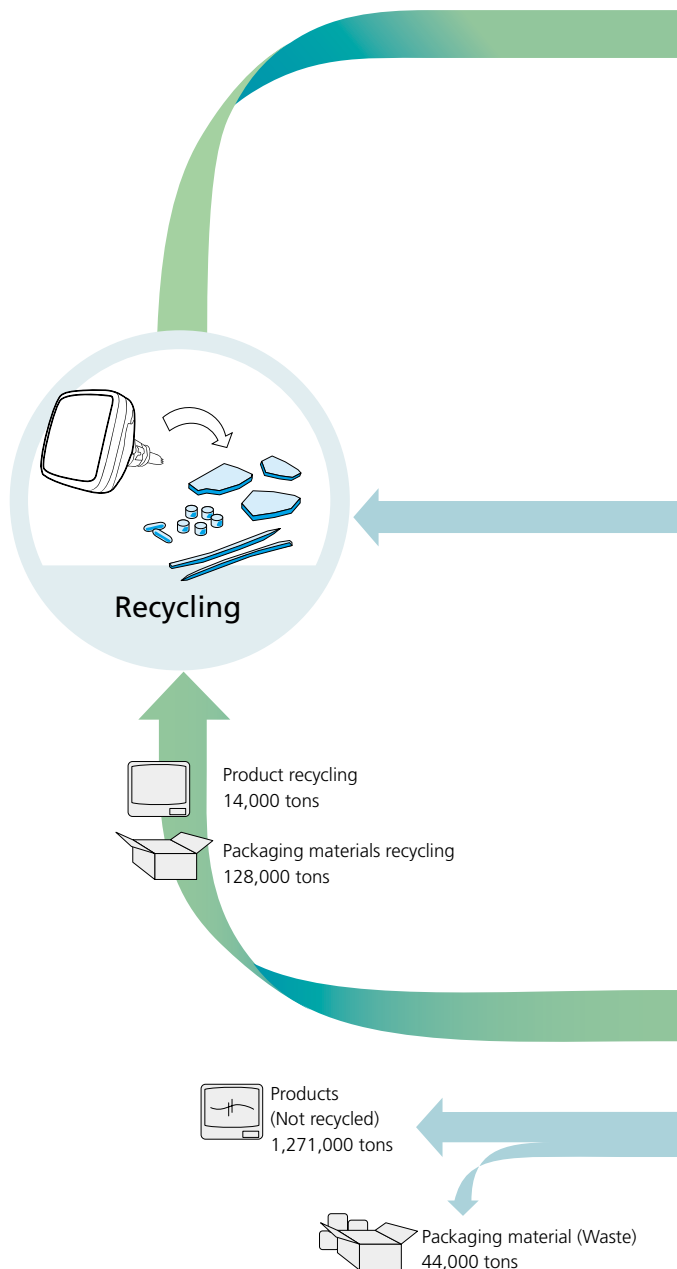 Recycling
Product recycling
14,000 tons
Packaging materials recycling
128,000 tons
Products
(Not recycled)
1,271,000 tons
Packaging material (Waste)
44,000 tons